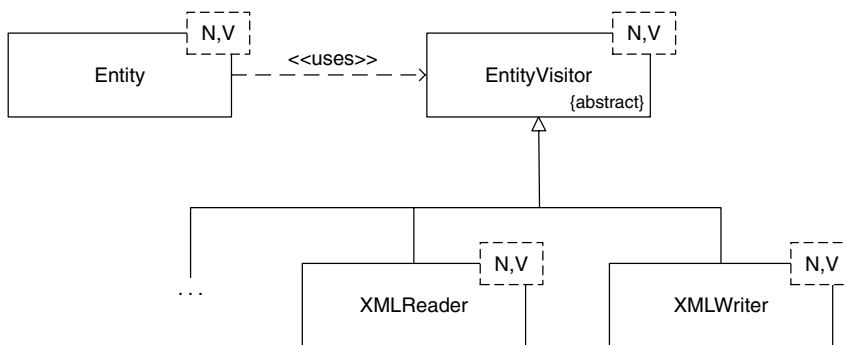 N,V
N,V
<<uses>>
Entity
EntityVisitor
{abstract}
N,V
N,V
. . .
XMLReader
XMLWriter